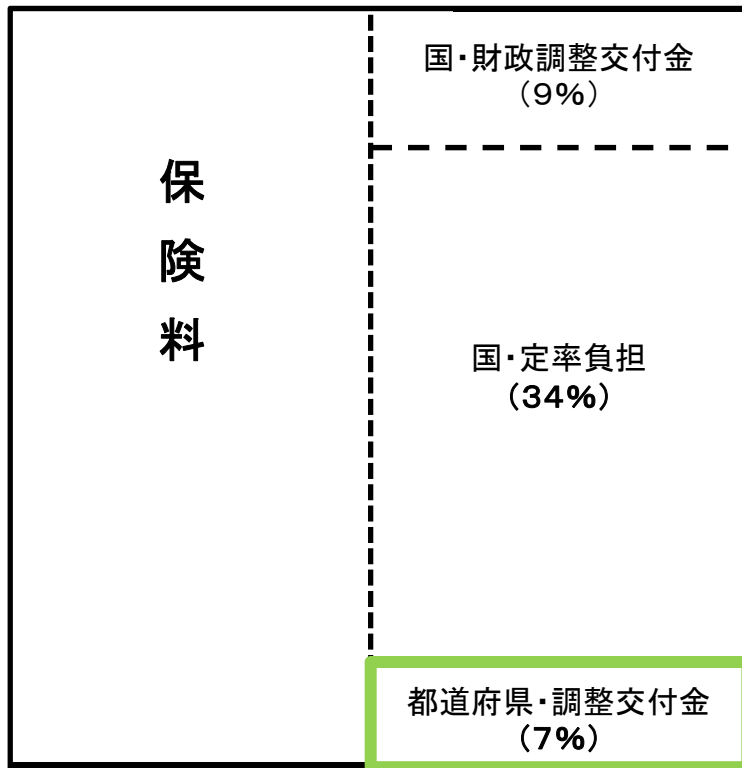 保険料
国・財政調整交付金
（9%）
国・定率負担
（34%）
都道府県・調整交付金
（7%）